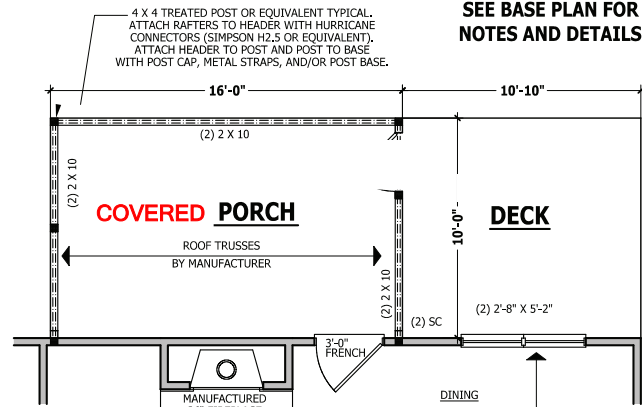 4 X 4 TREATED POST OR EQUIVALENT TYPICAL.
ATTACH RAFTERS TO HEADER WITH HURRICANE
CONNECTORS (SIMPSON H2.5 OR EQUIVALENT).
ATTACH HEADER TO POST AND POST TO BASE
WITH POST CAP, METAL STRAPS, AND/OR POST BASE.
SEE BASE PLAN FOR
NOTES AND DETAILS
16'-0"
10'-10"
(2) 2 X 10
(2) 2 X 10
COVERED PORCH
10'-0"
DECK
ROOF TRUSSES
BY MANUFACTURER
(2) 2 X 10
(2) SC
(2) 2'-8" X 5'-2"
3'-0"
FRENCH
MANUFACTURED
DINING